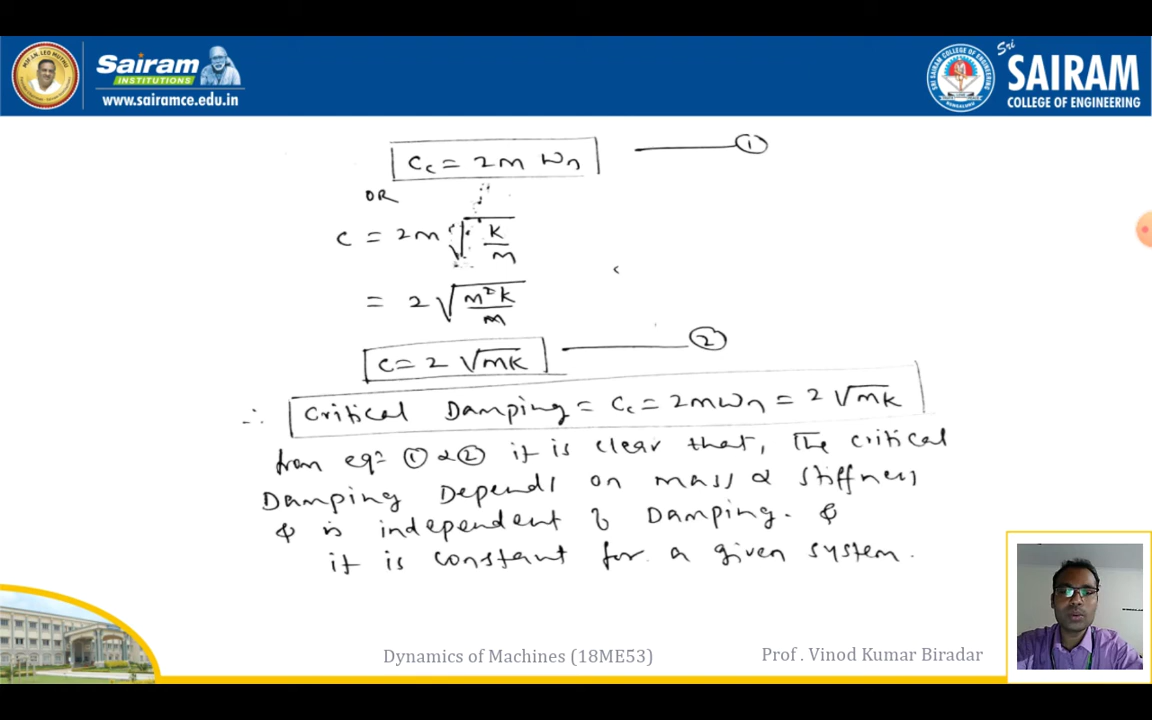 Sairam
INSTITUTIONS
www.sairamce.edu.in
Sri
SAIRAM
COLLEGE OF ENGINEERING
Cc = 2m Wn ①
OR
C = 2m √(k/m)
= 2 √(m²k/m)
C = 2 √mk ②
∴ Critical Damping = Cc = 2mWn = 2 √mk
from eqn ① & ② it is clear that, The critical
Damping Depends on mass & stiffness
& is independent of Damping. &
it is constant for a given system.
Dynamics of Machines (18ME53)
Prof . Vinod Kumar Biradar